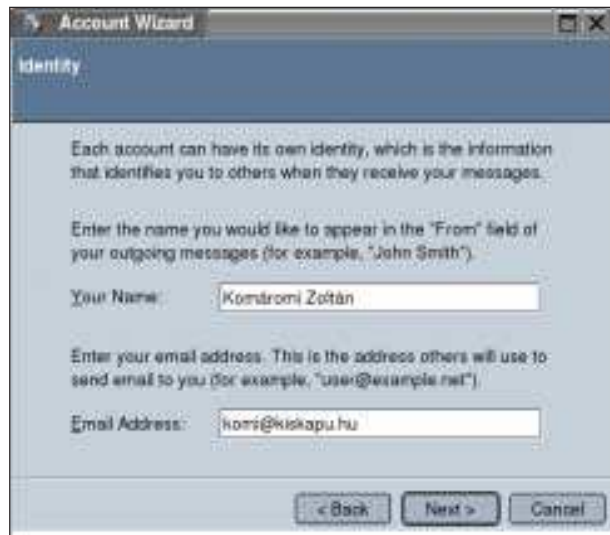 Account Wizard
Identity
Each account can have its own identity, which is the information
that identifies you to others when they receive your messages.
Enter the name you would like to appear in the "From" field of
your outgoing messages (for example, "John Smith").
Your Name: Komáromi Zoltán
Enter your email address. This is the address others will use to
send email to you (for example, "user@example.net").
Email Address: komi@kiskapu.hu
< Back Next > Cancel